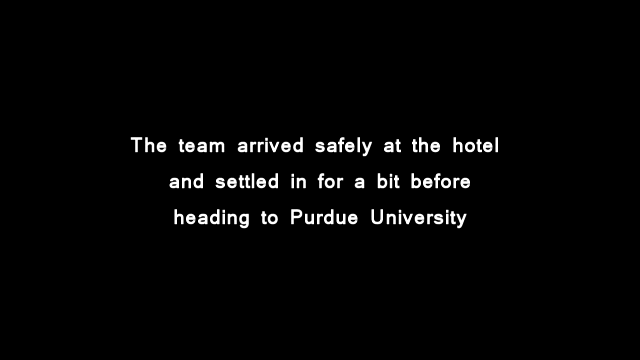 The team arrived safely at the hotel
and settled in for a bit before
heading to Purdue University